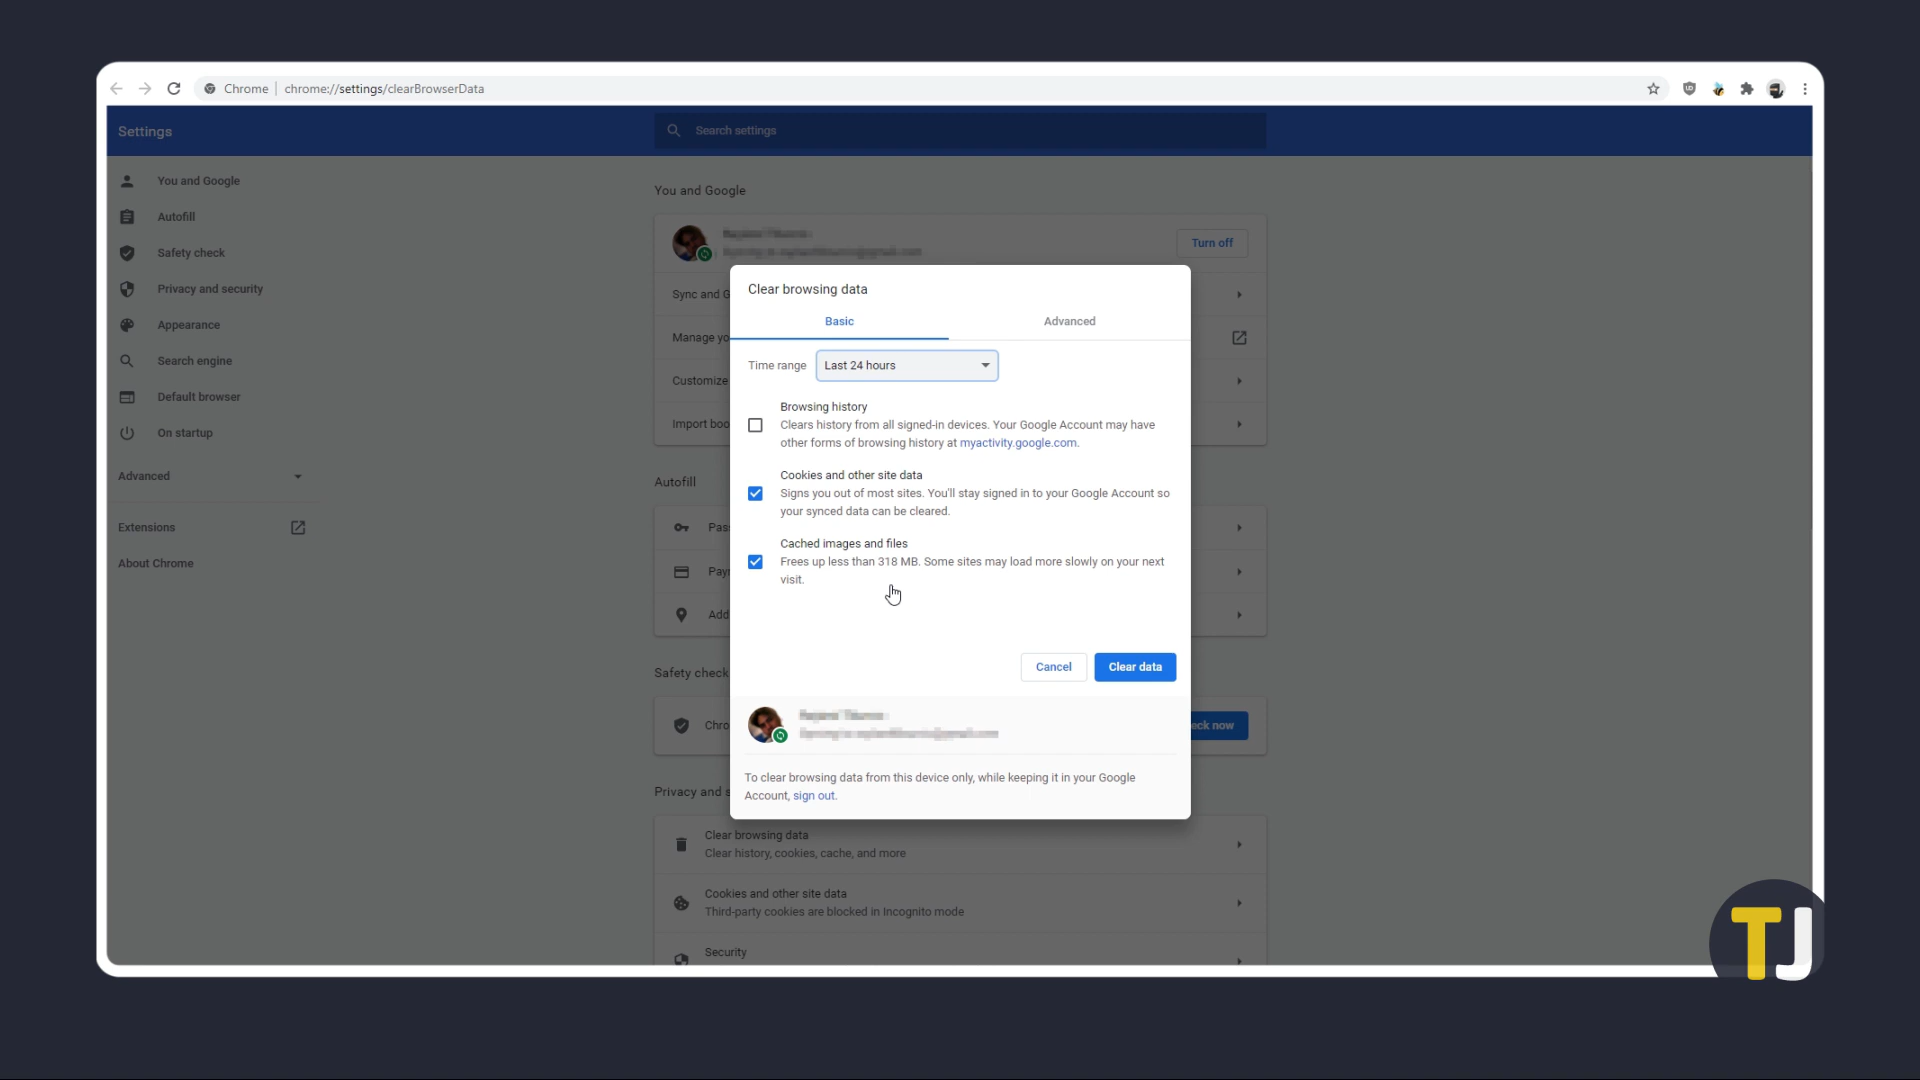 Chrome | chrome://settings/clearBrowserData
Settings
Search settings
You and Google
Autofill
Safety check
Privacy and security
Appearance
Search engine
Default browser
On startup
Advanced
Extensions
About Chrome
You and Google
Turn off
Sync and G
Manage yo
Customize
Import boo
Autofill
Pas
Pay
Add
Safety check
Chro
eck now
Privacy and s
Clear browsing data
Clear history, cookies, cache, and more
Cookies and other site data
Third-party cookies are blocked in Incognito mode
Security
Clear browsing data
Basic
Advanced
Time range
Last 24 hours
Browsing history
Clears history from all signed-in devices. Your Google Account may have
other forms of browsing history at myactivity.google.com.
Cookies and other site data
Signs you out of most sites. You'll stay signed in to your Google Account so
your synced data can be cleared.
Cached images and files
Frees up less than 318 MB. Some sites may load more slowly on your next
visit.
Cancel
Clear data
To clear browsing data from this device only, while keeping it in your Google
Account, sign out.
TJ